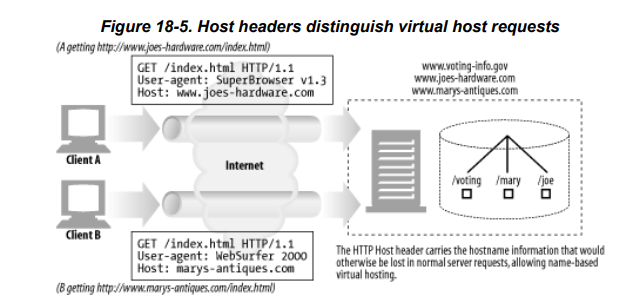 Figure 18-5. Host headers distinguish virtual host requests
(A getting http://www.joes-hardware.com/index.html)
GET /index.html HTTP/1.1
User-agent: SuperBrowser v1.3
Host: www.joes-hardware.com
www.voting-info.gov
www.joes-hardware.com
www.marys-antiques.com
Client A
Internet
/voting /mary /joe
Client B
GET /index.html HTTP/1.1
User-agent: WebSurfer 2000
Host: marys-antiques.com
(B getting http://www.marys-antiques.com/index.html)
The HTTP Host header carries the hostname information that would
otherwise be lost in normal server requests, allowing name-based
virtual hosting.